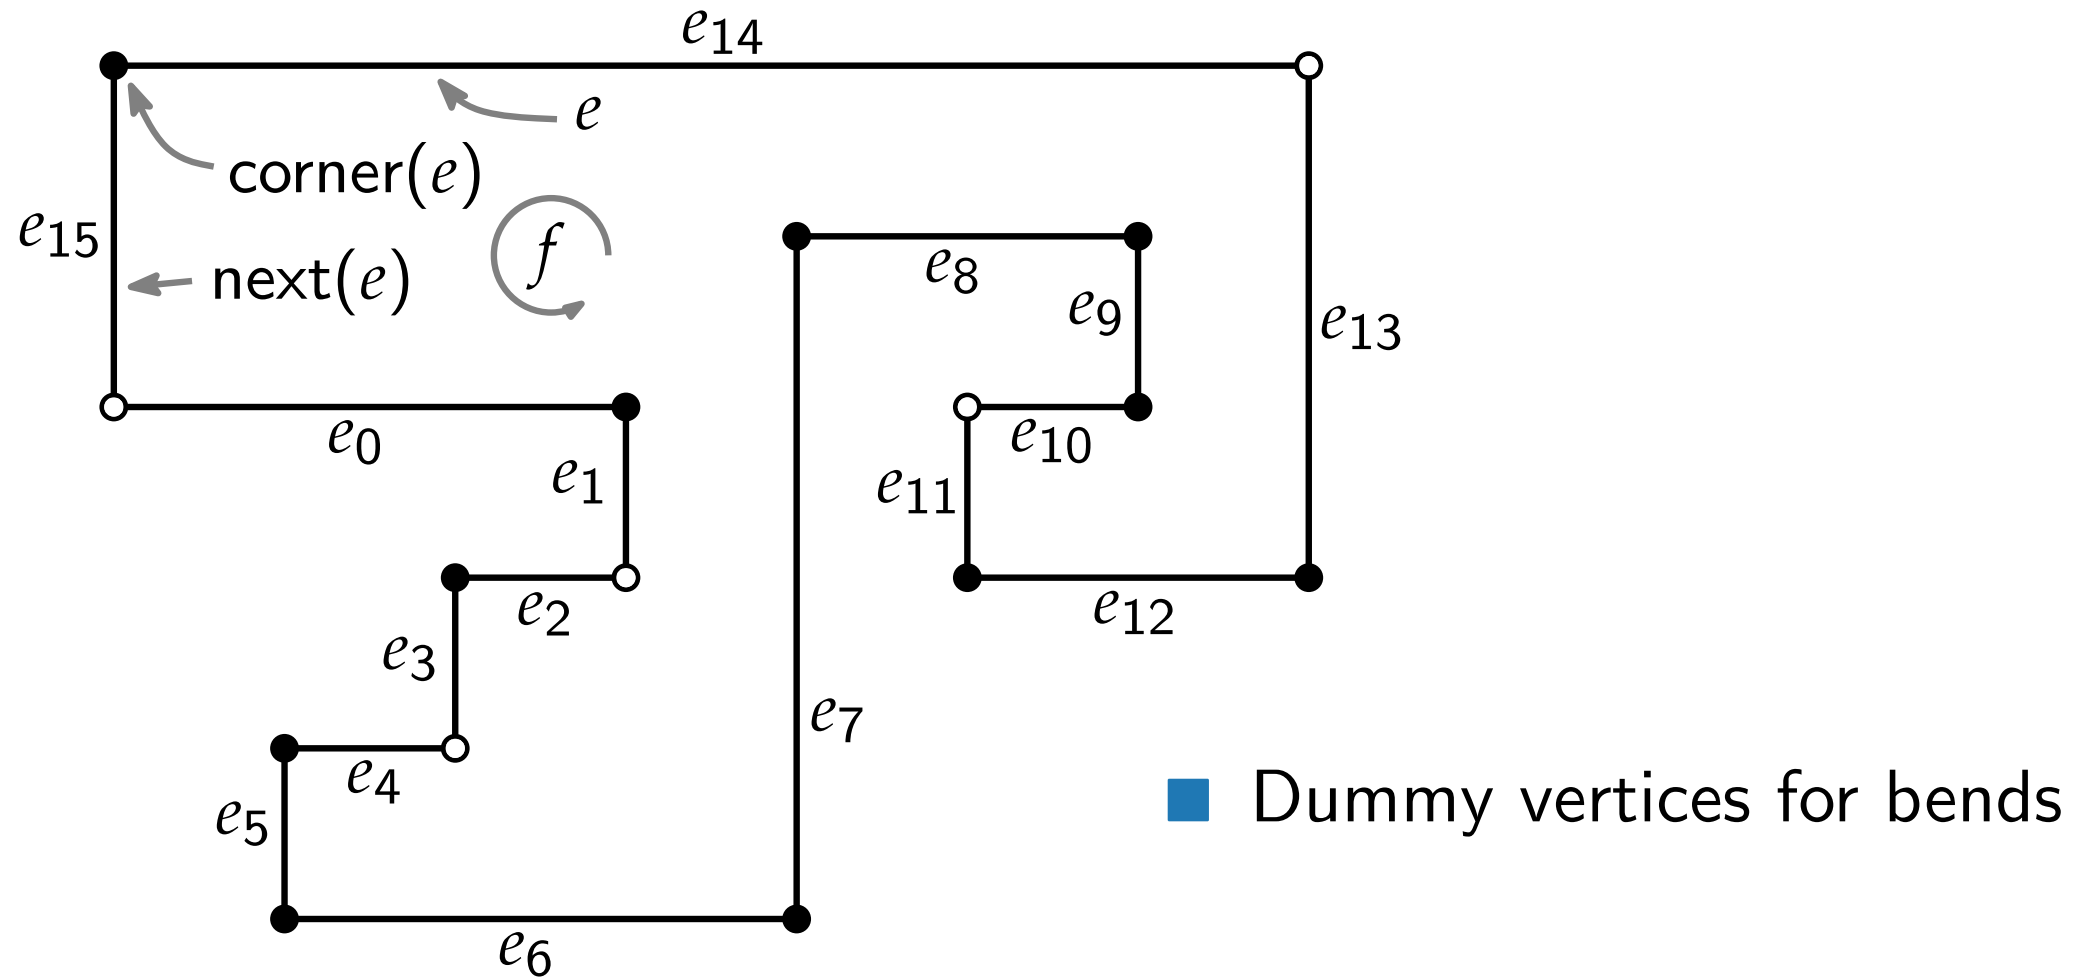 e14
e
corner(e)
e15
f
next(e)
e8
e9
e13
e0
e10
e1
e11
e2
e12
e3
e7
e4
e5
Dummy vertices for bends
e6